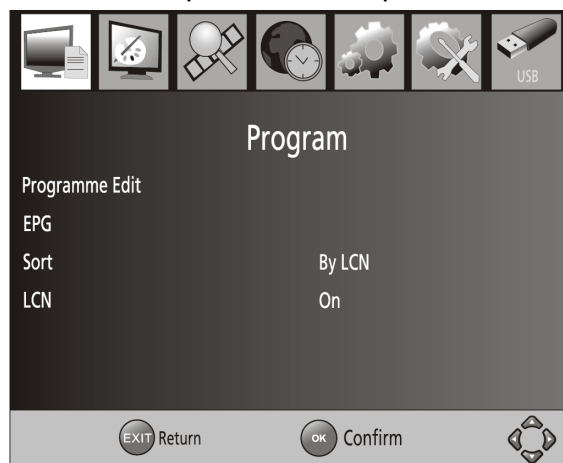 USB
Program
Programme Edit
EPG
Sort By LCN
LCN On
EXIT Return OK Confirm